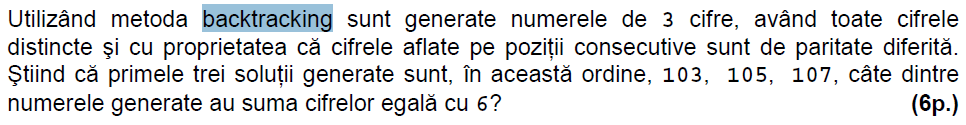 Utilizând metoda backtracking sunt generate numerele de 3 cifre, având toate cifrele
distincte şi cu proprietatea că cifrele aflate pe poziţii consecutive sunt de paritate diferită.
Ştiind că primele trei soluţii generate sunt, în această ordine, 103, 105, 107, câte dintre
numerele generate au suma cifrelor egală cu 6? (6p.)